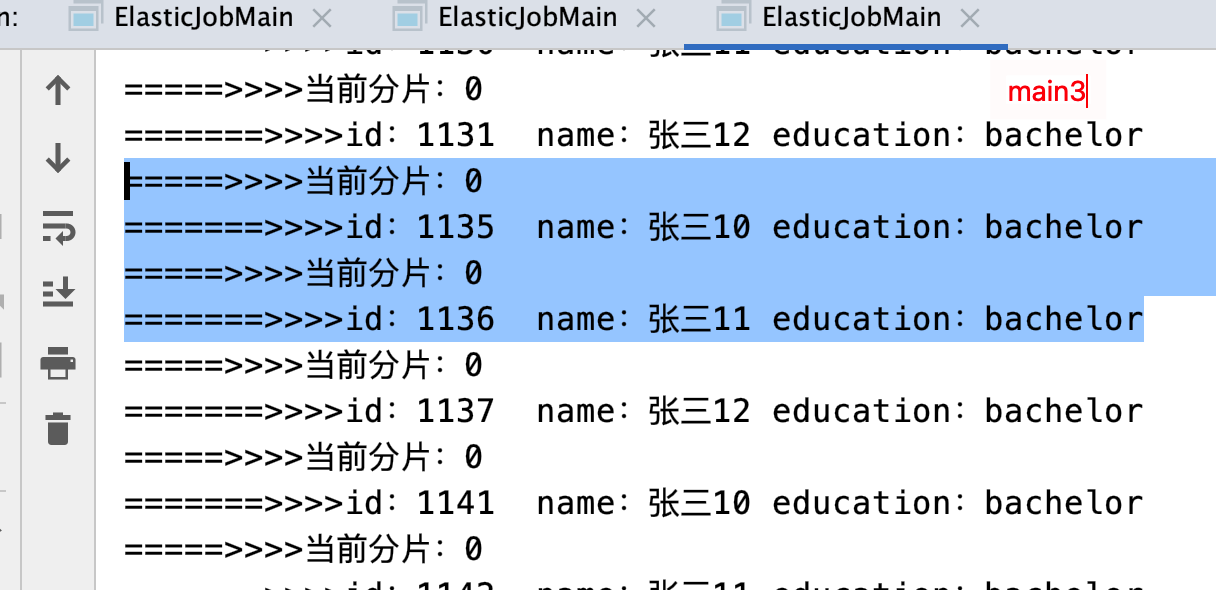 n: ElasticJobMain ElasticJobMain ElasticJobMain
=====>>>>当前分片：0
main3
=======>>>>id：1131  name：张三12 education：bachelor
=====>>>>当前分片：0
=======>>>>id：1135  name：张三10 education：bachelor
=====>>>>当前分片：0
=======>>>>id：1136  name：张三11 education：bachelor
=====>>>>当前分片：0
=======>>>>id：1137  name：张三12 education：bachelor
=====>>>>当前分片：0
=======>>>>id：1141  name：张三10 education：bachelor
=====>>>>当前分片：0